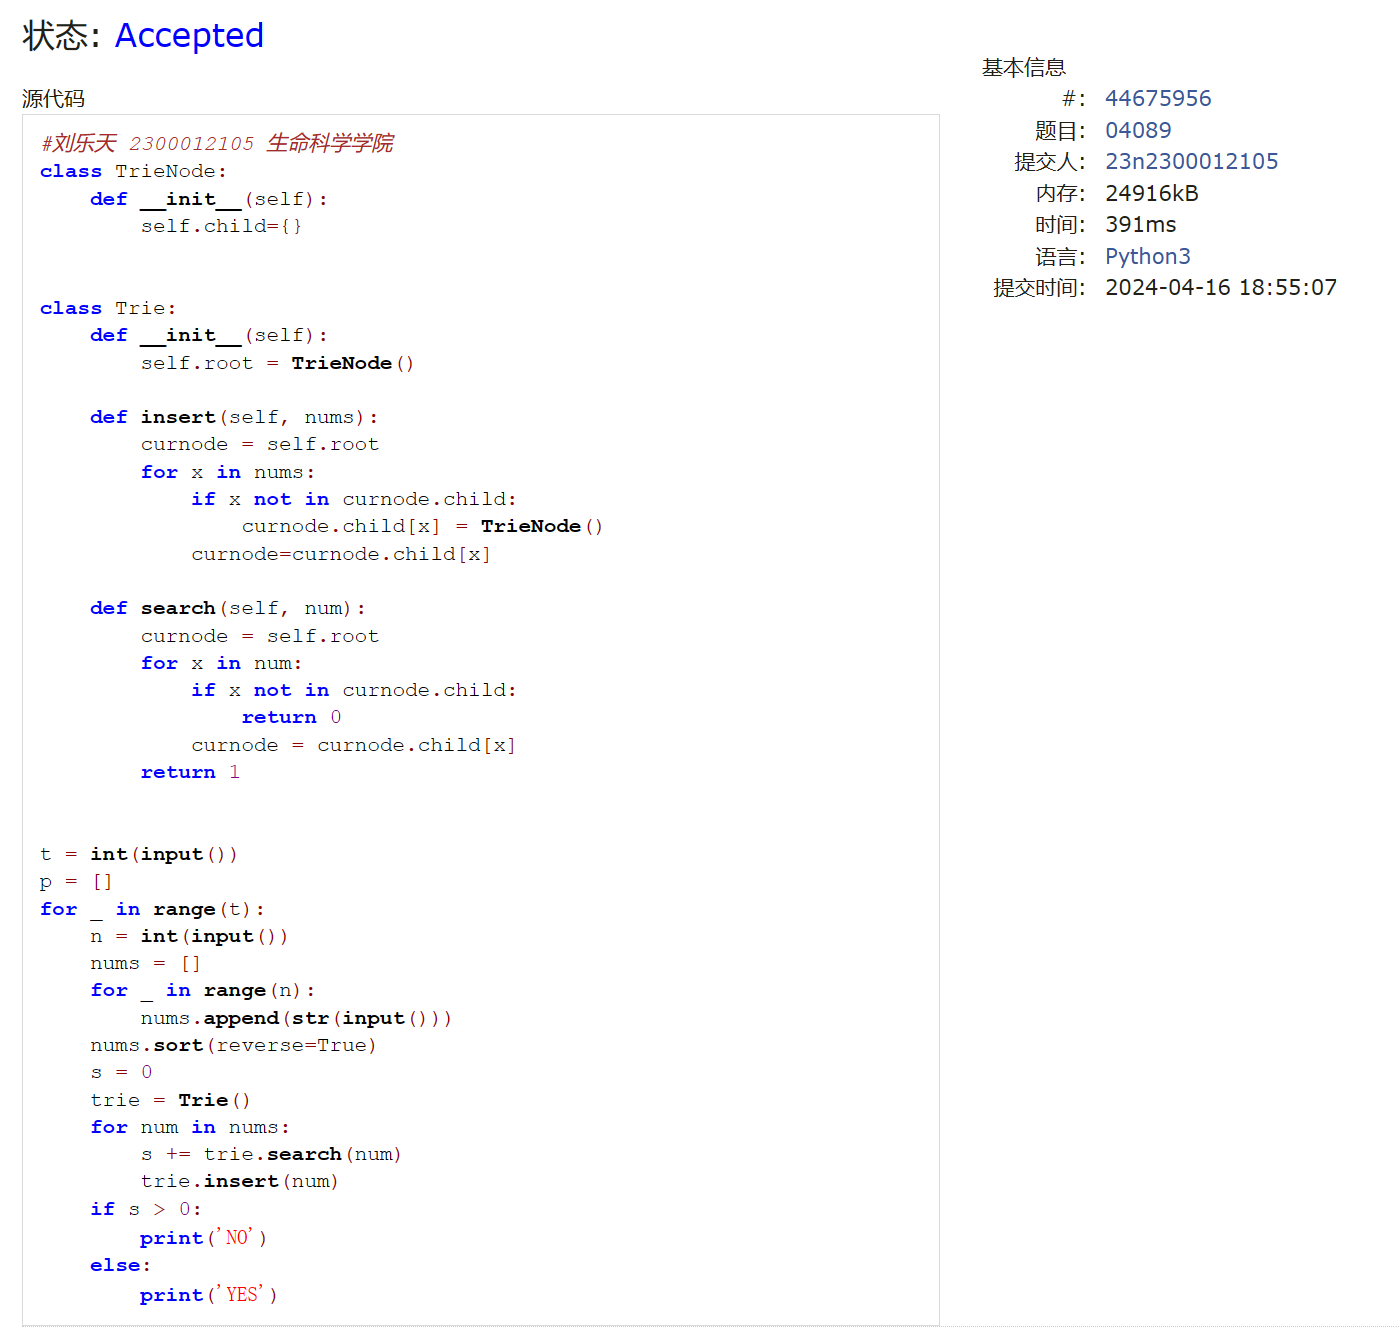 状态: Accepted
源代码
#刘乐天 2300012105 生命科学学院
class TrieNode:
    def __init__(self):
        self.child={}
class Trie:
    def __init__(self):
        self.root = TrieNode()
    def insert(self, nums):
        curnode = self.root
        for x in nums:
            if x not in curnode.child:
                curnode.child[x] = TrieNode()
            curnode=curnode.child[x]
    def search(self, num):
        curnode = self.root
        for x in num:
            if x not in curnode.child:
                return 0
            curnode = curnode.child[x]
        return 1
t = int(input())
p = []
for _ in range(t):
    n = int(input())
    nums = []
    for _ in range(n):
        nums.append(str(input()))
    nums.sort(reverse=True)
    s = 0
    trie = Trie()
    for num in nums:
        s += trie.search(num)
        trie.insert(num)
    if s > 0:
        print('NO')
    else:
        print('YES')
基本信息
#: 44675956
题目: 04089
提交人: 23n2300012105
内存: 24916kB
时间: 391ms
语言: Python3
提交时间: 2024-04-16 18:55:07